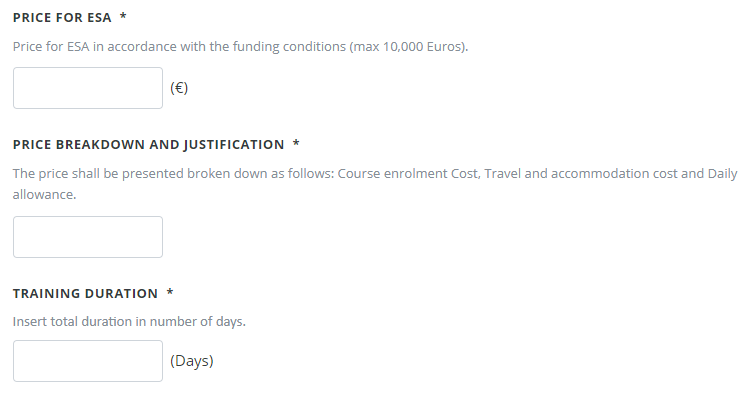 PRICE FOR ESA *
Price for ESA in accordance with the funding conditions (max 10,000 Euros).
(€)
PRICE BREAKDOWN AND JUSTIFICATION *
The price shall be presented broken down as follows: Course enrolment Cost, Travel and accommodation cost and Daily
allowance.
TRAINING DURATION *
Insert total duration in number of days.
(Days)